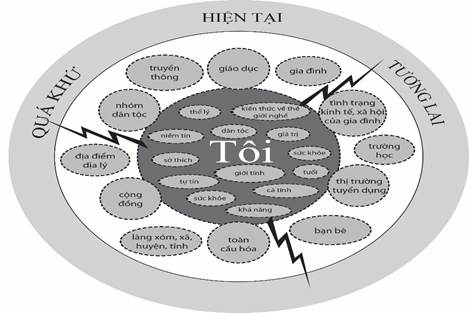 HIỆN TẠI
QUÁ KHỨ
TƯƠNG LAI
truyền
thông
giáo dục
gia đình
nhóm
dân tộc
tình trạng
kinh tế, xã hội
của gia đình
địa điểm
địa lý
trường
học
cộng
đồng
thị trường
tuyển dụng
làng xóm, xã,
huyện, tỉnh
toàn
cầu hóa
bạn bè
thể lý
kiến thức về thế
giới nghề
niềm tin
dân tộc
giá trị
sở thích
Tôi
sức khỏe
giới tính
tuổi
tự tin
cá tính
sức khỏe
khả năng